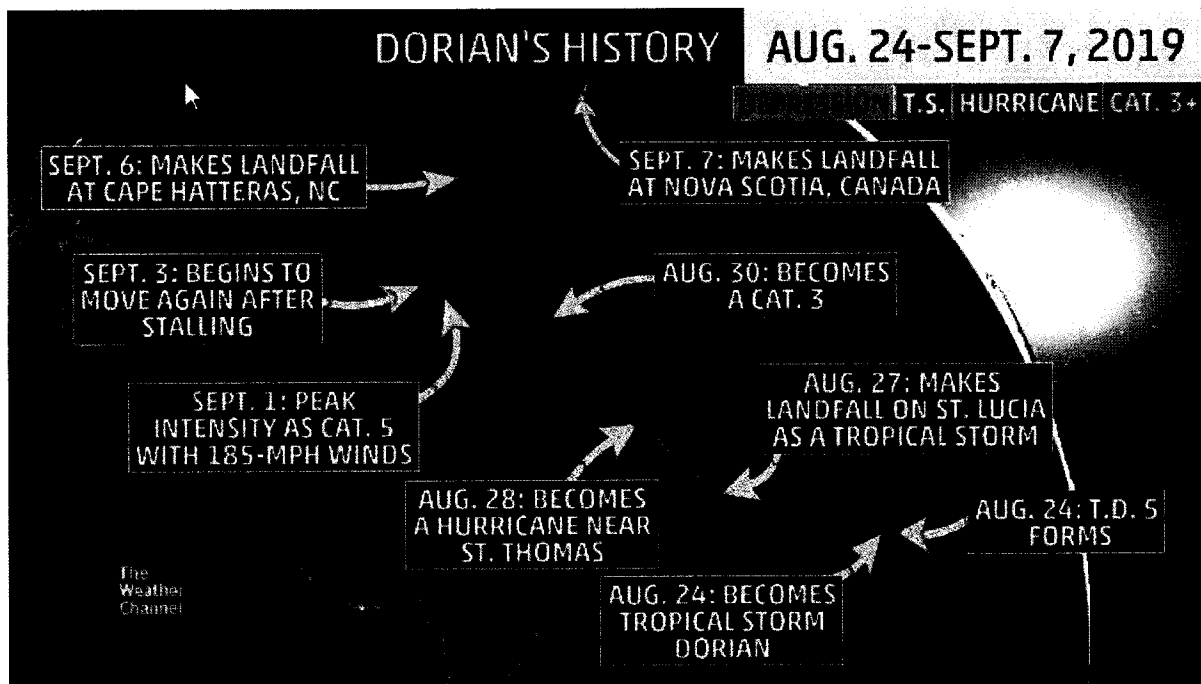 DORIAN'S HISTORY
AUG. 24-SEPT. 7, 2019
DEPRESSION T.S. HURRICANE CAT. 3+
SEPT. 6: MAKES LANDFALL
AT CAPE HATTERAS, NC
SEPT. 7: MAKES LANDFALL
AT NOVA SCOTIA, CANADA
SEPT. 3: BEGINS TO
MOVE AGAIN AFTER
STALLING
AUG. 30: BECOMES
A CAT. 3
SEPT. 1: PEAK
INTENSITY AS CAT. 5
WITH 185-MPH WINDS
AUG. 27: MAKES
LANDFALL ON ST. LUCIA
AS A TROPICAL STORM
AUG. 28: BECOMES
A HURRICANE NEAR
ST. THOMAS
AUG. 24: T.D. 5
FORMS
AUG. 24: BECOMES
TROPICAL STORM
DORIAN
The
Weather
Channel